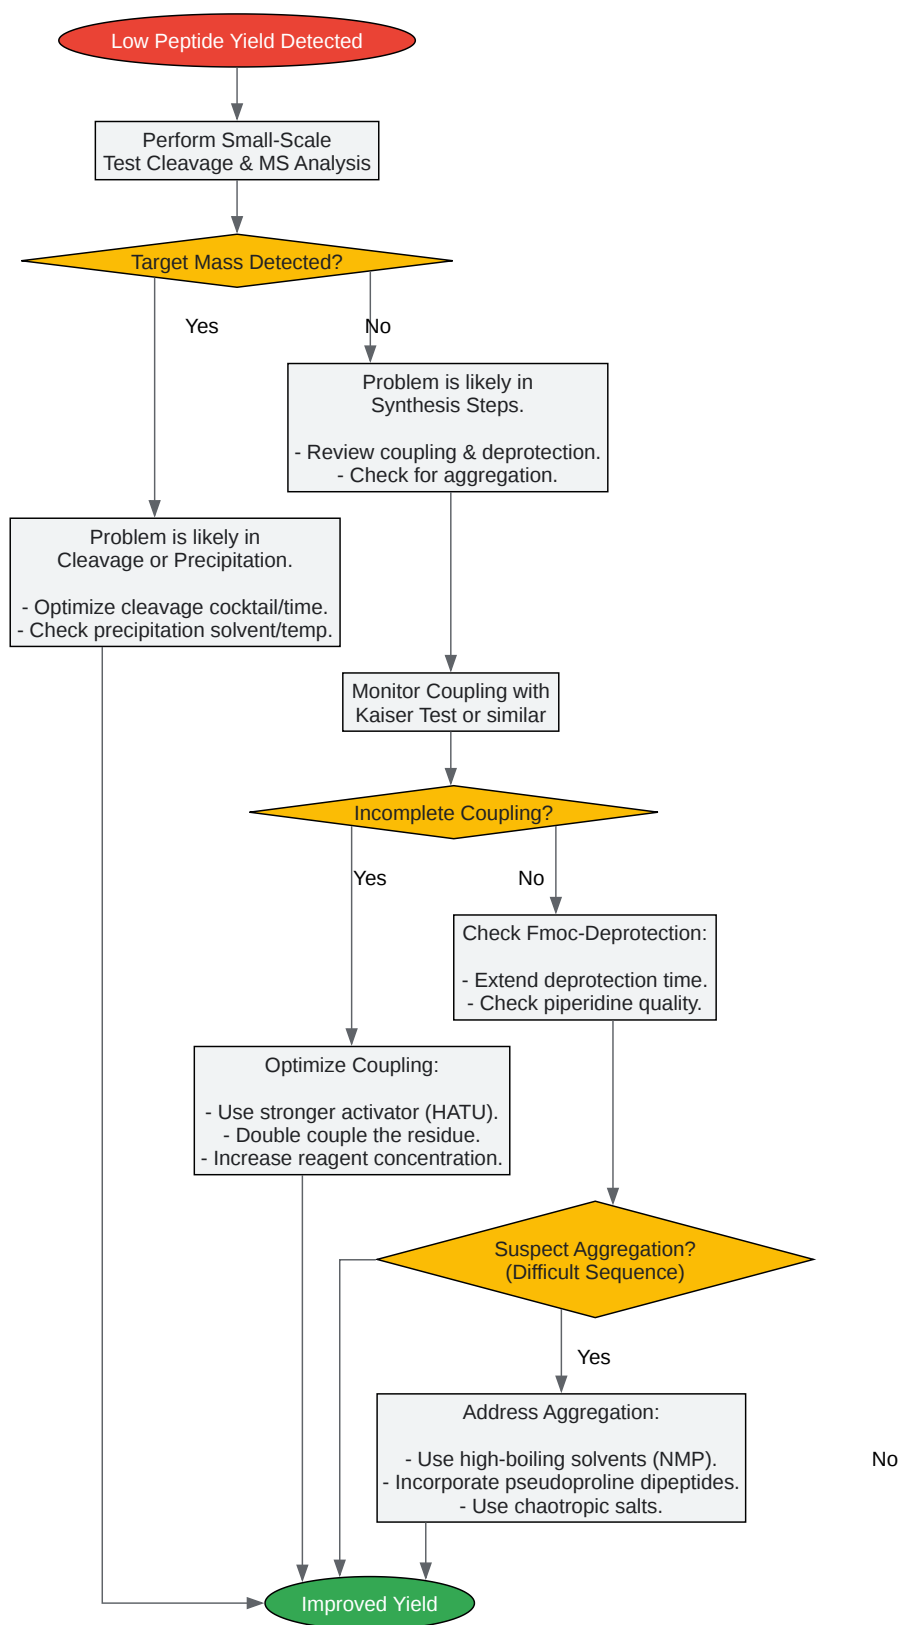 Low Peptide Yield Detected
Perform Small-Scale
Test Cleavage & MS Analysis
Target Mass Detected?
Yes
No
Problem is likely in
Synthesis Steps.
- Review coupling & deprotection.
- Check for aggregation.
Problem is likely in
Cleavage or Precipitation.
- Optimize cleavage cocktail/time.
- Check precipitation solvent/temp.
Monitor Coupling with
Kaiser Test or similar
Incomplete Coupling?
Yes
No
Check Fmoc-Deprotection:
- Extend deprotection time.
- Check piperidine quality.
Optimize Coupling:
- Use stronger activator (HATU).
- Double couple the residue.
- Increase reagent concentration.
Suspect Aggregation?
(Difficult Sequence)
Yes
Address Aggregation:
- Use high-boiling solvents (NMP).
- Incorporate pseudoproline dipeptides.
- Use chaotropic salts.
No
Improved Yield